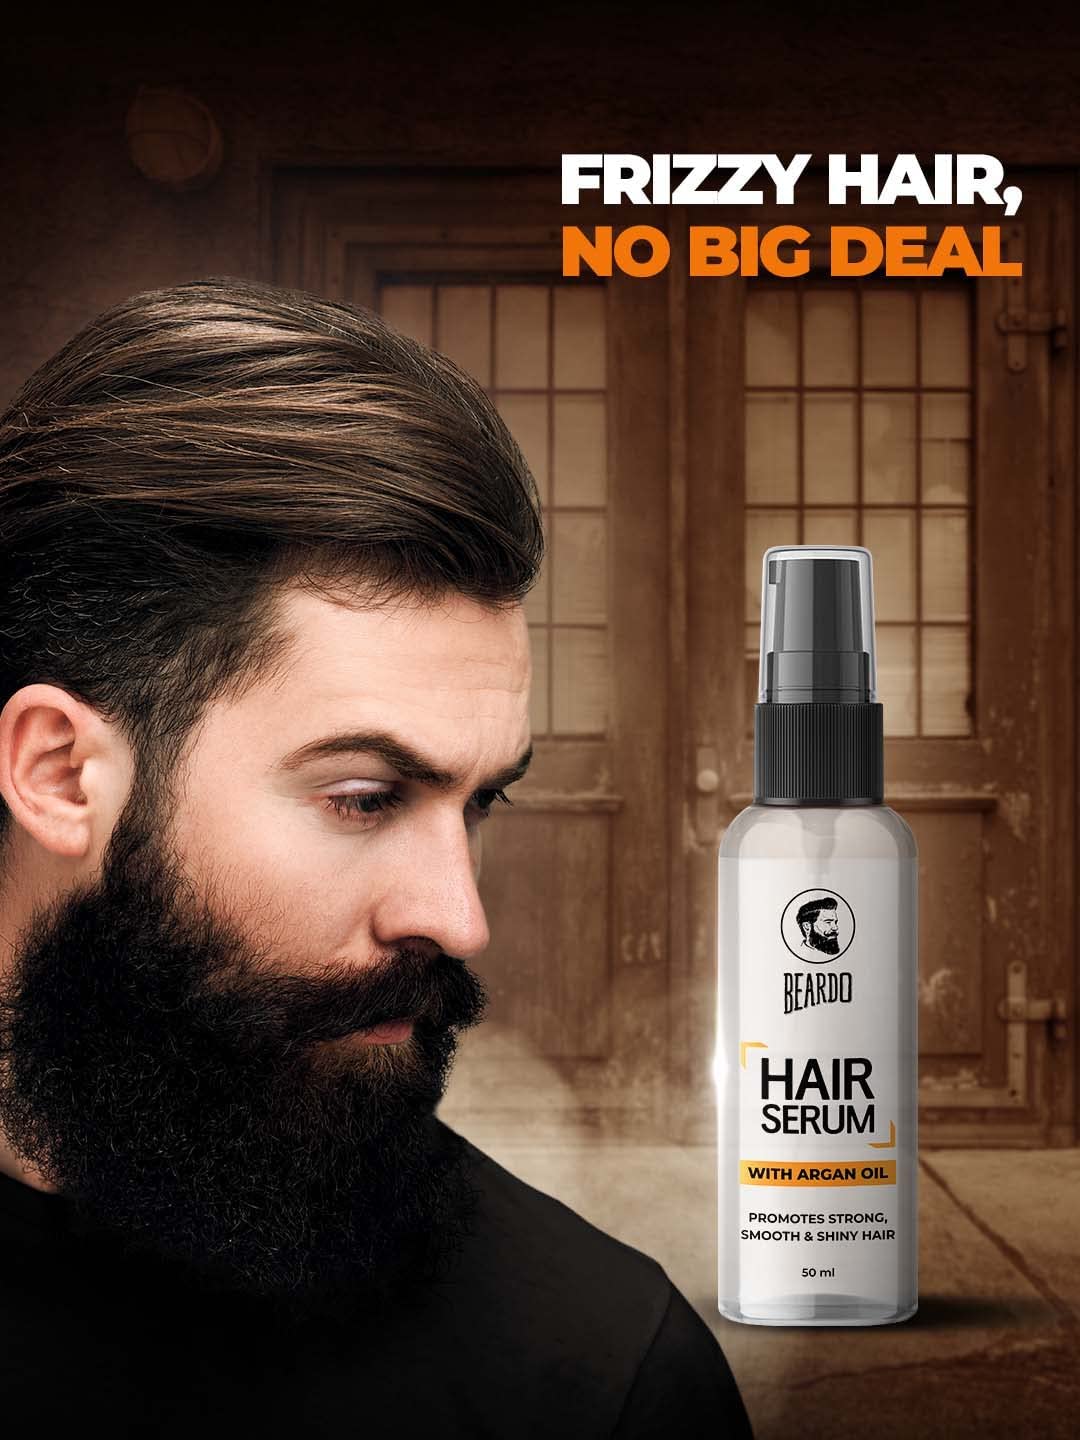 FRIZZY HAIR,
NO BIG DEAL
BEARDO
HAIR
SERUM
WITH ARGAN OIL
PROMOTES STRONG,
SMOOTH & SHINY HAIR
50 ml